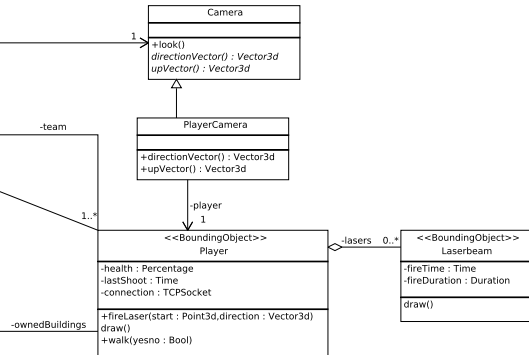 Camera
1
+look()
directionVector() : Vector3d
upVector() : Vector3d
PlayerCamera
-team
+directionVector() : Vector3d
+upVector() : Vector3d
-player
1..*
1
<<BoundingObject>>
Player
-lasers 0..*
<<BoundingObject>>
Laserbeam
-health : Percentage
-lastShoot : Time
-connection : TCPSocket
-fireTime : Time
-fireDuration : Duration
draw()
-ownedBuildings
+fireLaser(start : Point3d,direction : Vector3d)
draw()
+walk(yesno : Bool)